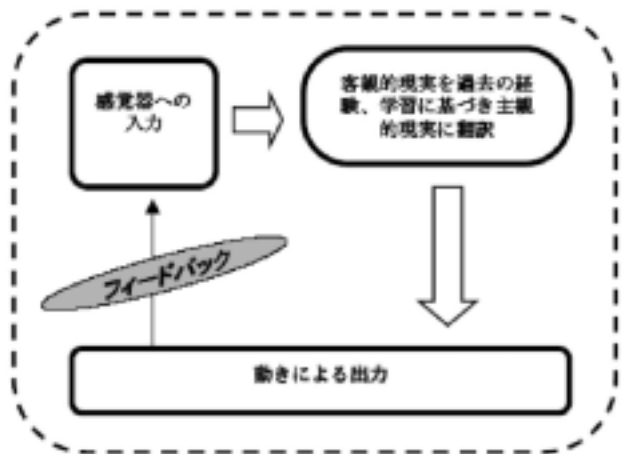 感覚器への
入力
客観的現実を過去の経
験、学習に基づき主観
的現実に翻訳
フィードバック
動きによる出力